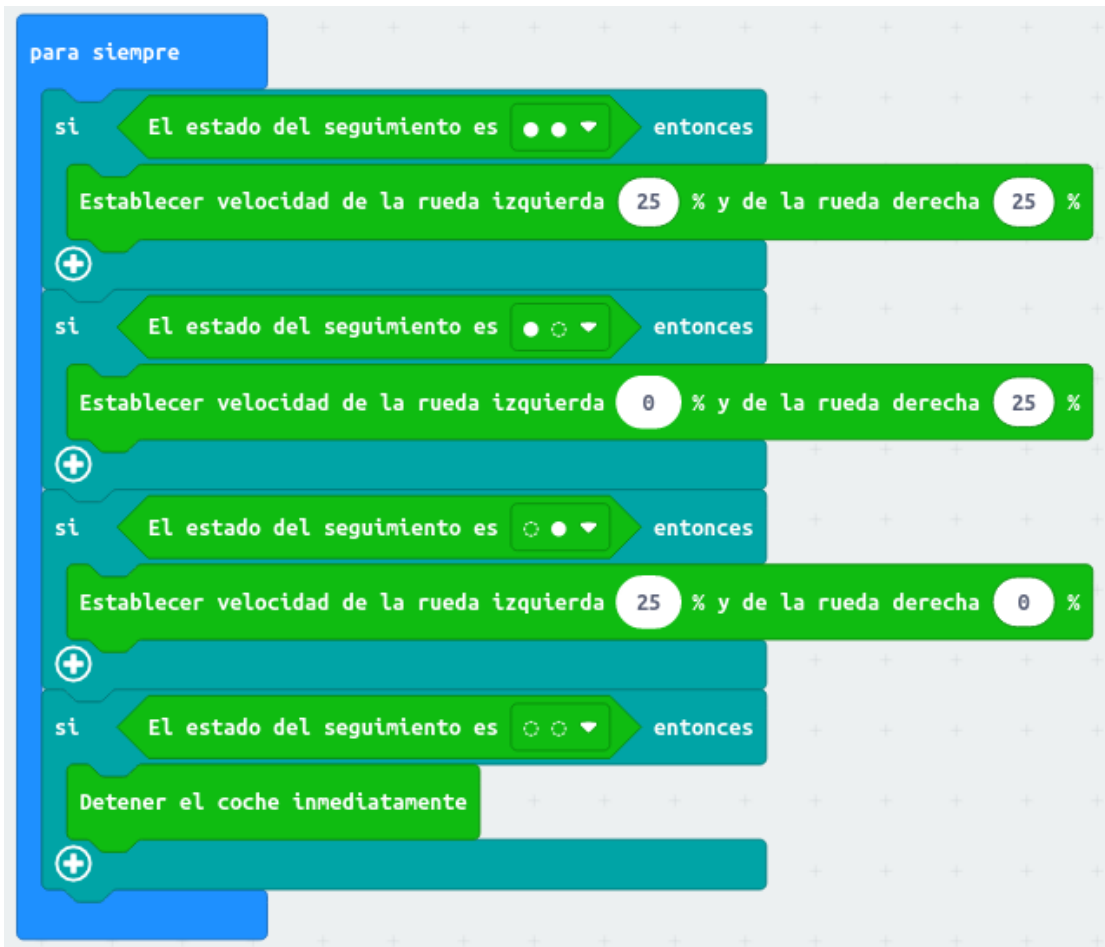 para siempre
si El estado del seguimiento es entonces
Establecer velocidad de la rueda izquierda 25 % y de la rueda derecha 25 %
si El estado del seguimiento es entonces
Establecer velocidad de la rueda izquierda 0 % y de la rueda derecha 25 %
si El estado del seguimiento es entonces
Establecer velocidad de la rueda izquierda 25 % y de la rueda derecha 0 %
si El estado del seguimiento es entonces
Detener el coche inmediatamente